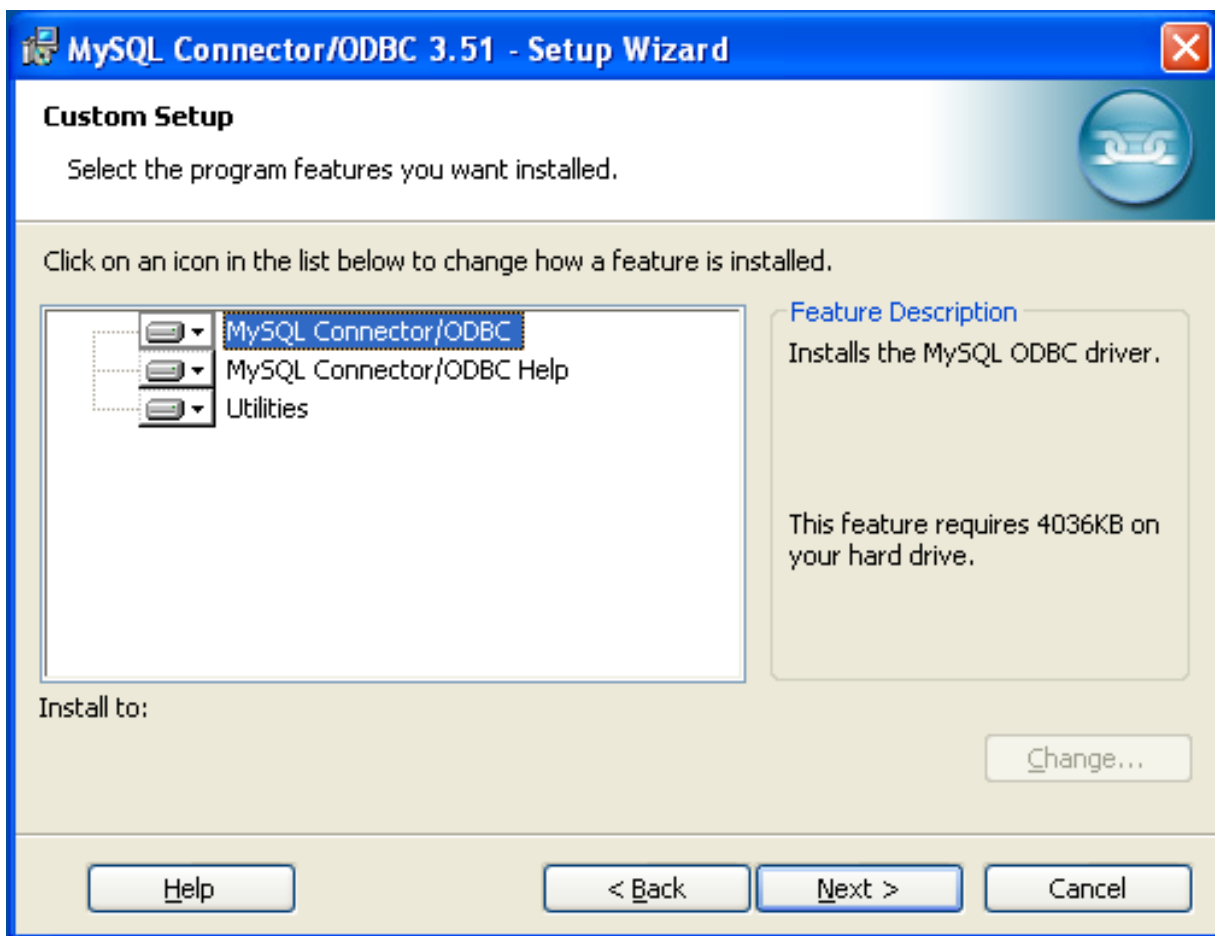 MySQL Connector/ODBC 3.51 - Setup Wizard
Custom Setup
Select the program features you want installed.
Click on an icon in the list below to change how a feature is installed.
MySQL Connector/ODBC
MySQL Connector/ODBC Help
Utilities
Feature Description
Installs the MySQL ODBC driver.
This feature requires 4036KB on
your hard drive.
Install to:
Change...
Help
< Back
Next >
Cancel